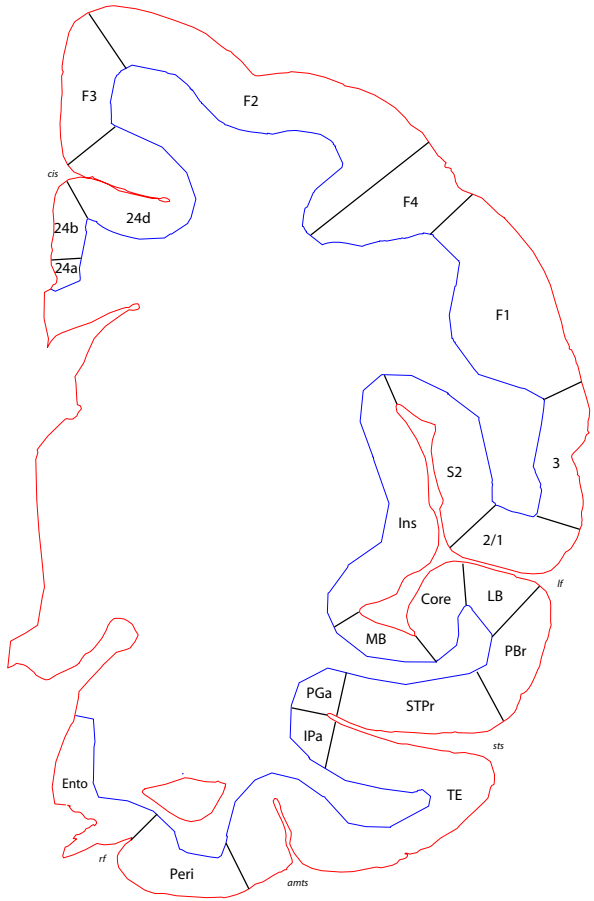 F3
F2
cis
24b
24d
F4
24a
F1
S2
3
Ins
2/1
lf
Core
LB
MB
PBr
PGa
STPr
IPa
sts
Ento
TE
rf
Peri
amts